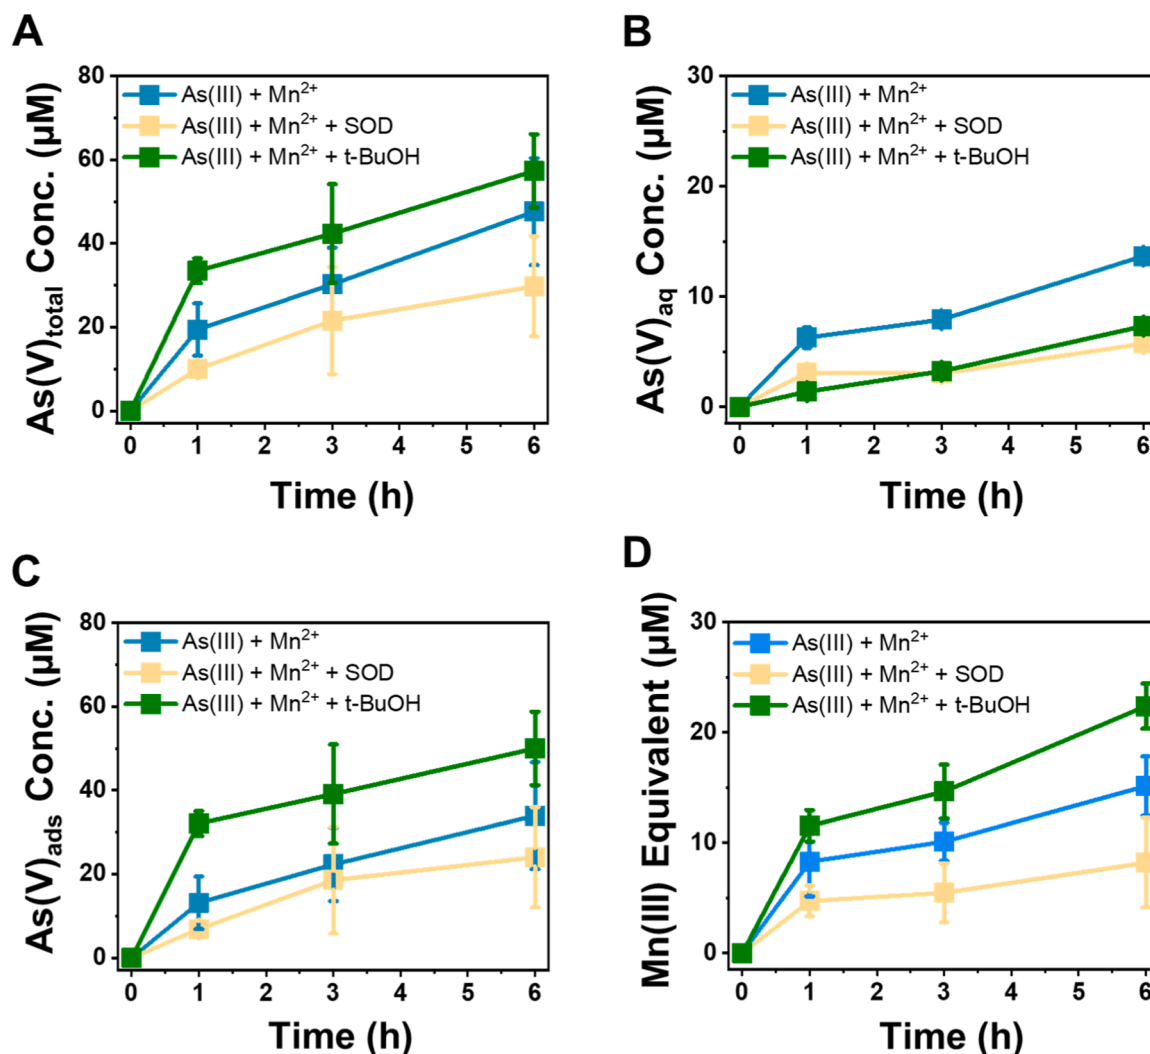 A
As(V)total Conc. (µM)
80
60
40
20
0
As(III) + Mn²⁺
As(III) + Mn²⁺ + SOD
As(III) + Mn²⁺ + t-BuOH
0 1 2 3 4 5 6
Time (h)
B
As(V)aq Conc. (µM)
30
20
10
0
As(III) + Mn²⁺
As(III) + Mn²⁺ + SOD
As(III) + Mn²⁺ + t-BuOH
0 1 2 3 4 5 6
Time (h)
C
As(V)ads Conc. (µM)
80
60
40
20
0
As(III) + Mn²⁺
As(III) + Mn²⁺ + SOD
As(III) + Mn²⁺ + t-BuOH
0 1 2 3 4 5 6
Time (h)
D
Mn(III) Equivalent (µM)
30
20
10
0
As(III) + Mn²⁺
As(III) + Mn²⁺ + SOD
As(III) + Mn²⁺ + t-BuOH
0 1 2 3 4 5 6
Time (h)